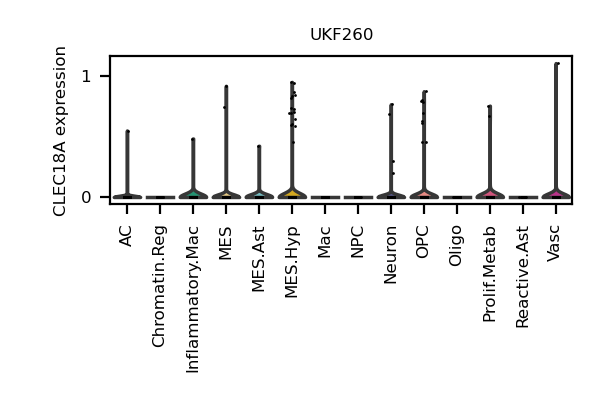 UKF260
CLEC18A expression
1
0
AC
Chromatin.Reg
Inflammatory.Mac
MES
MES.Ast
MES.Hyp
Mac
NPC
Neuron
OPC
Oligo
Prolif.Metab
Reactive.Ast
Vasc